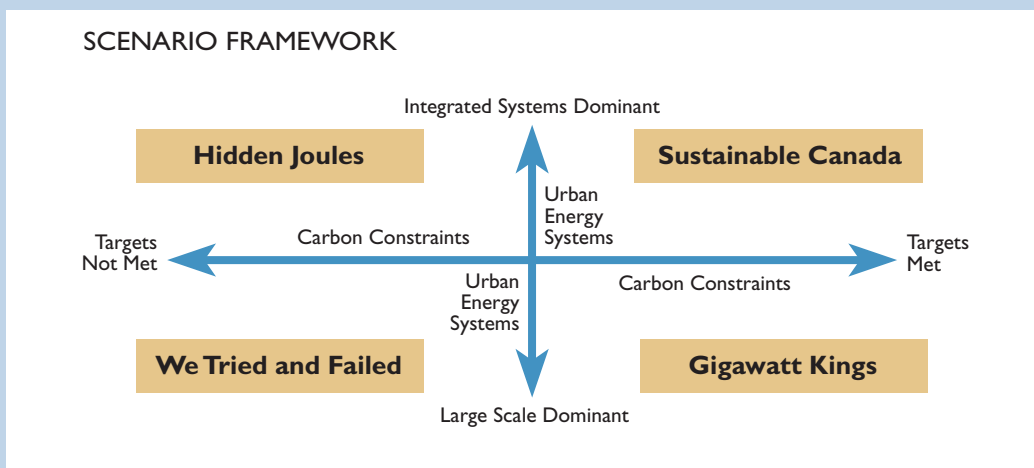 SCENARIO FRAMEWORK
Integrated Systems Dominant
Hidden Joules
Sustainable Canada
Urban
Energy
Systems
Targets
Not Met
Carbon Constraints
Targets
Met
Urban
Energy
Systems
Carbon Constraints
We Tried and Failed
Gigawatt Kings
Large Scale Dominant